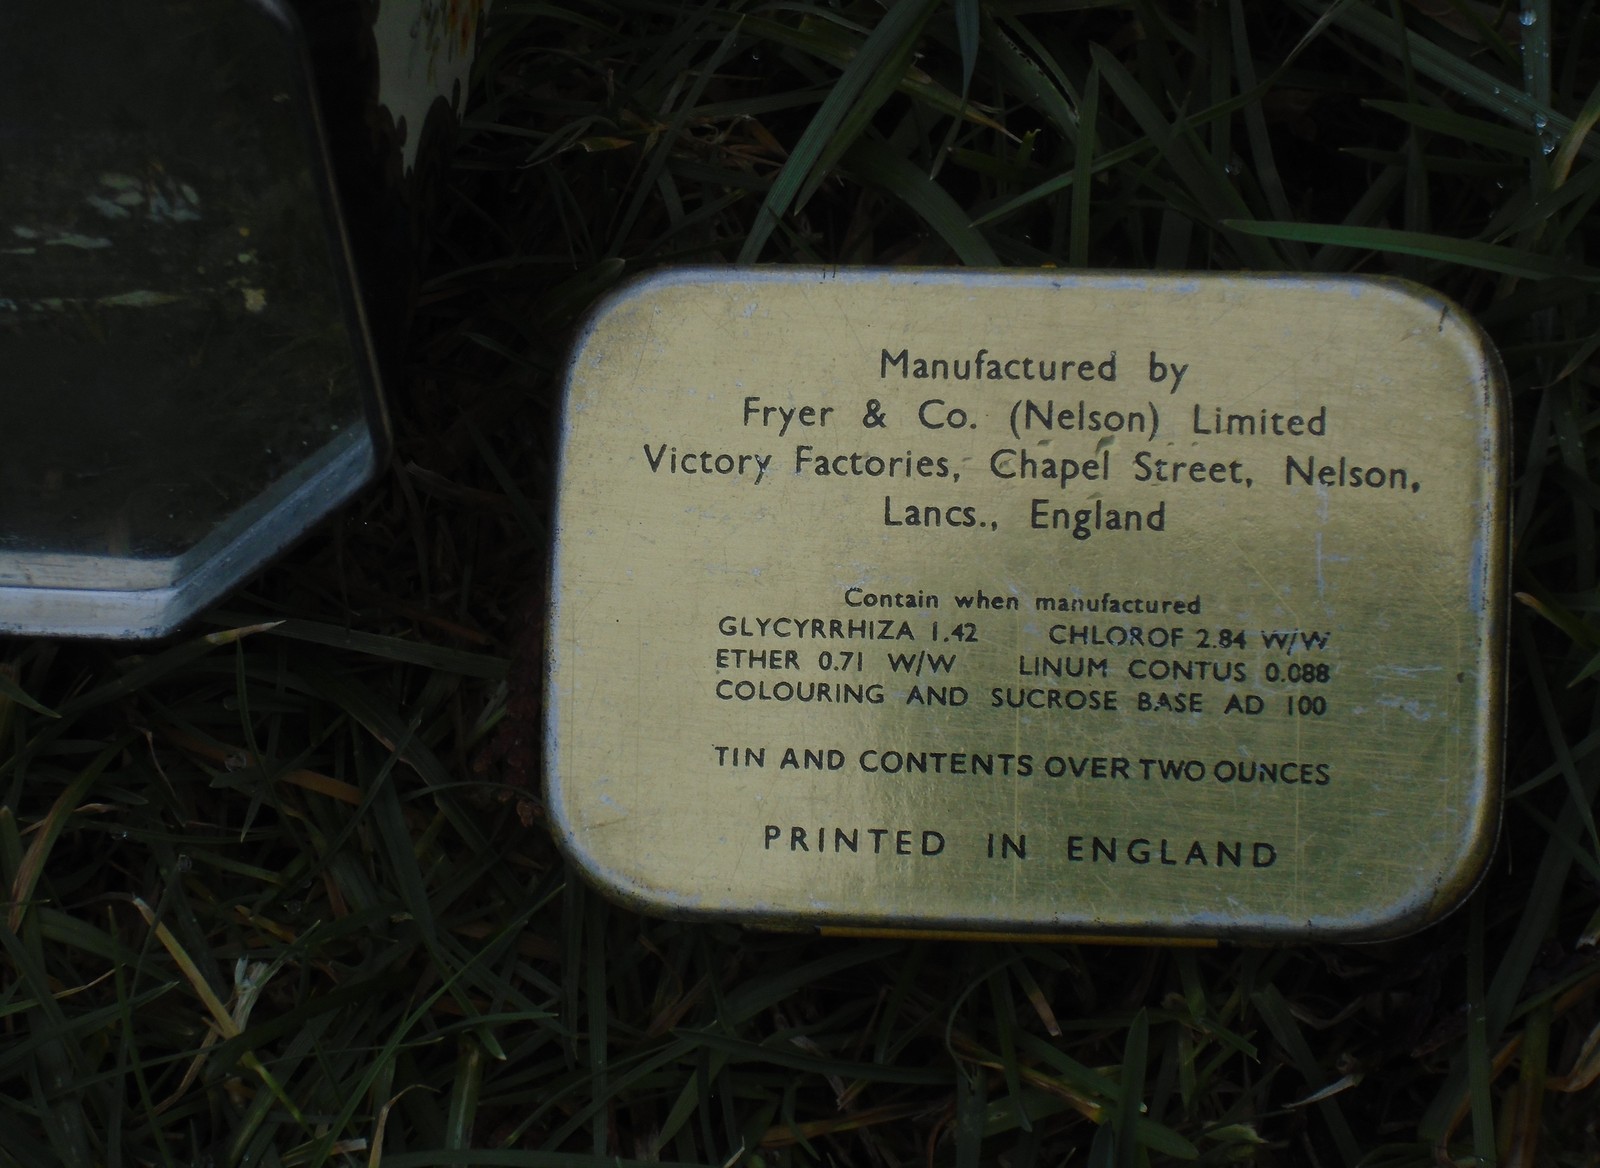 Manufactured by
Fryer & Co. (Nelson) Limited
Victory Factories, Chapel Street, Nelson,
Lancs., England
Contain when manufactured
GLYCYRRHIZA 1.42 CHLOROF 2.84 W/W
ETHER 0.71 W/W LINUM CONTUS 0.088
COLOURING AND SUCROSE BASE AD 100
TIN AND CONTENTS OVER TWO OUNCES
PRINTED IN ENGLAND